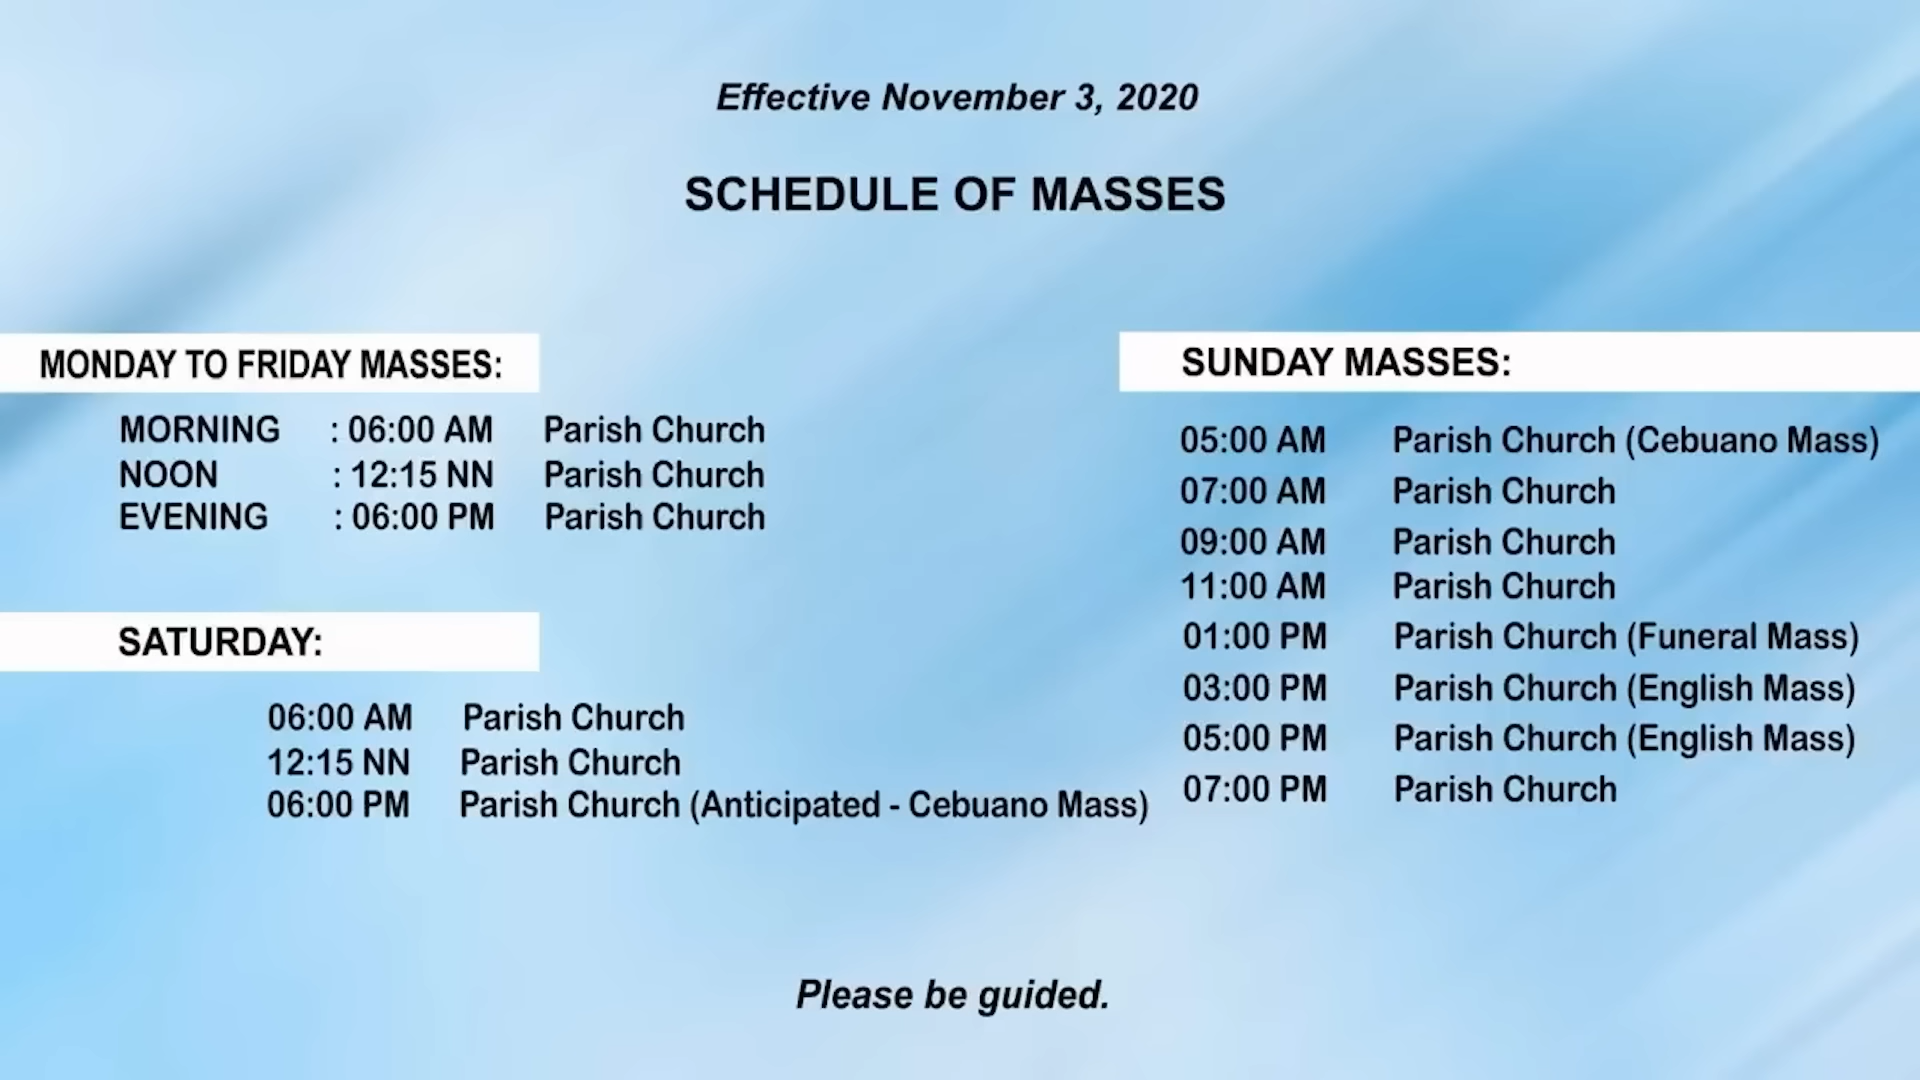 Effective November 3, 2020
SCHEDULE OF MASSES
MONDAY TO FRIDAY MASSES:
MORNING : 06:00 AM Parish Church
NOON : 12:15 NN Parish Church
EVENING : 06:00 PM Parish Church
SATURDAY:
06:00 AM Parish Church
12:15 NN Parish Church
06:00 PM Parish Church (Anticipated - Cebuano Mass)
SUNDAY MASSES:
05:00 AM Parish Church (Cebuano Mass)
07:00 AM Parish Church
09:00 AM Parish Church
11:00 AM Parish Church
01:00 PM Parish Church (Funeral Mass)
03:00 PM Parish Church (English Mass)
05:00 PM Parish Church (English Mass)
07:00 PM Parish Church
Please be guided.